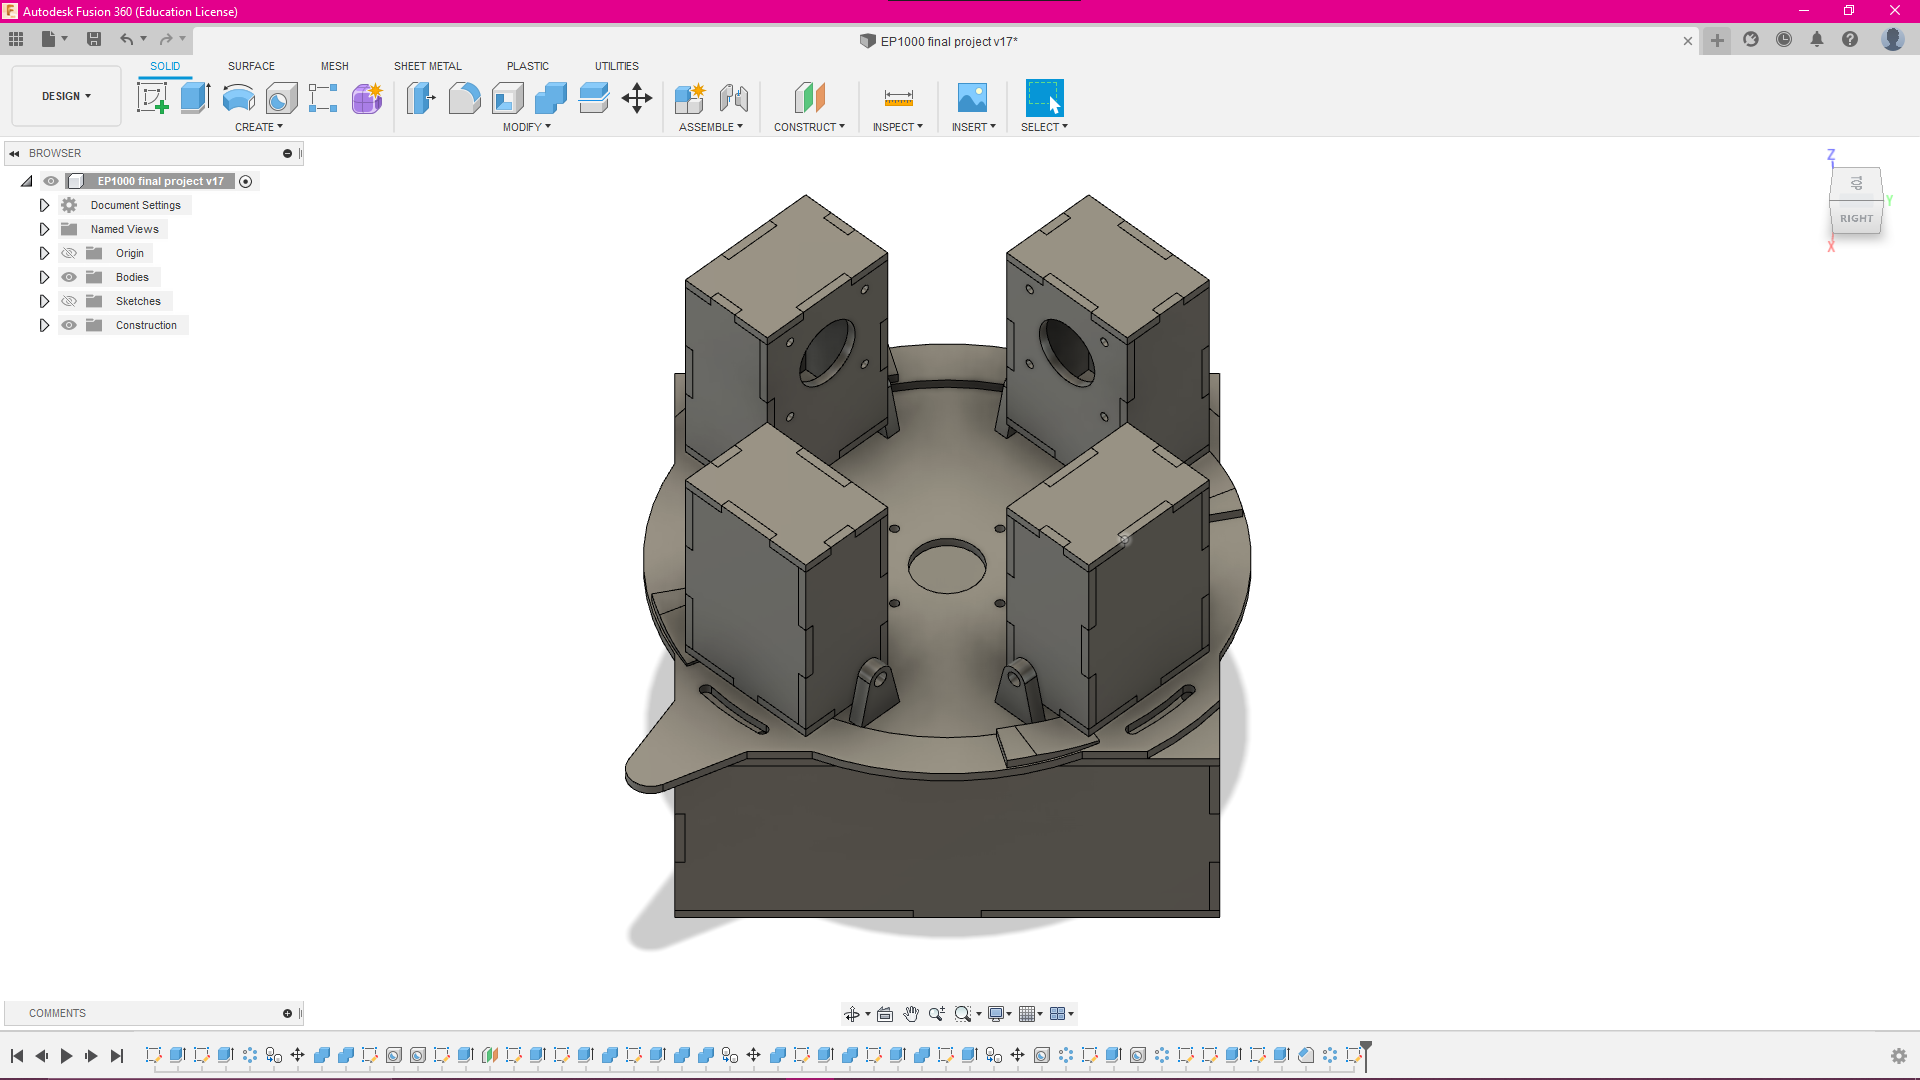 Autodesk Fusion 360 (Education License)
EP1000 final project v17*
DESIGN
SOLID
SURFACE
MESH
SHEET METAL
PLASTIC
UTILITIES
CREATE
MODIFY
ASSEMBLE
CONSTRUCT
INSPECT
INSERT
SELECT
BROWSER
EP1000 final project v17
Document Settings
Named Views
Origin
Bodies
Sketches
Construction
Z
TOP
Y
RIGHT
X
COMMENTS